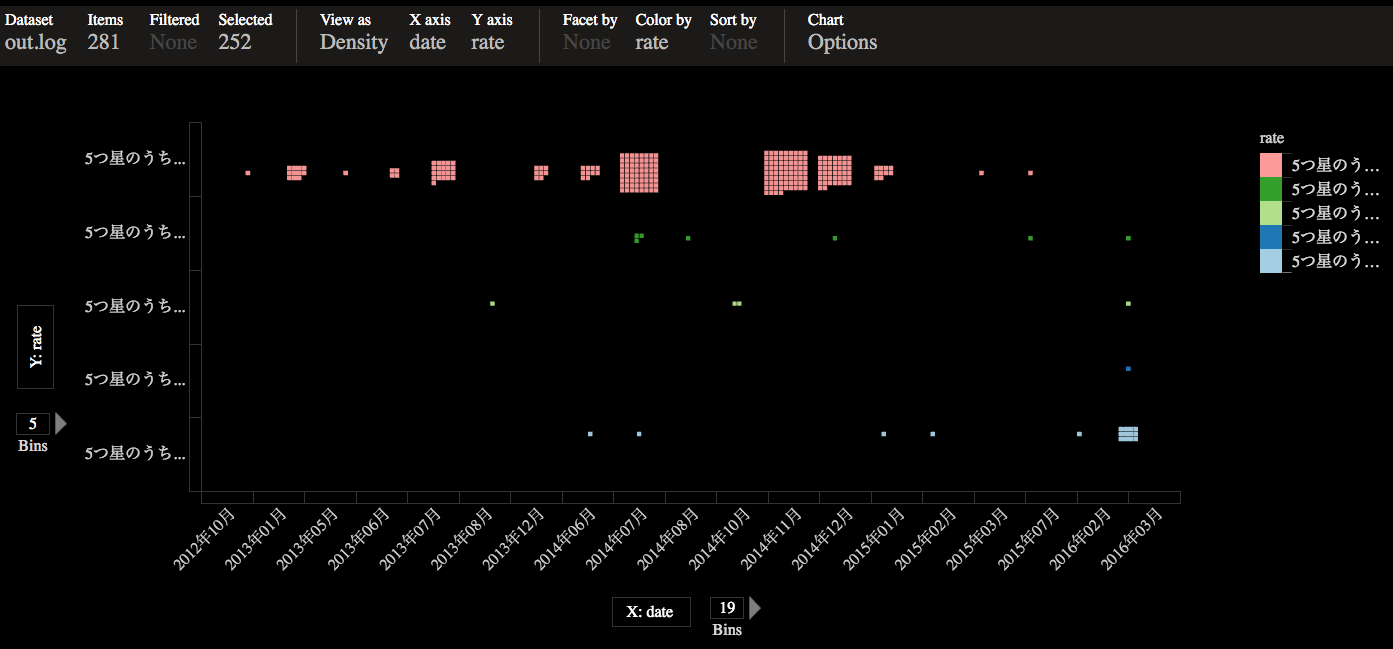 Dataset Items Filtered Selected View as X axis Y axis Facet by Color by Sort by Chart
out.log 281 None 252 Density date rate None rate None Options
rate
5つ星のう…
5つ星のう…
5つ星のう…
5つ星のう…
5つ星のう…
5つ星のうち…
5つ星のうち…
5つ星のうち…
5つ星のうち…
5つ星のうち…
Y: rate
5
Bins
2012年10月
2013年01月
2013年05月
2013年06月
2013年07月
2013年08月
2013年12月
2014年06月
2014年07月
2014年08月
2014年10月
2014年11月
2014年12月
2015年01月
2015年02月
2015年03月
2015年07月
2016年02月
2016年03月
X: date
19
Bins